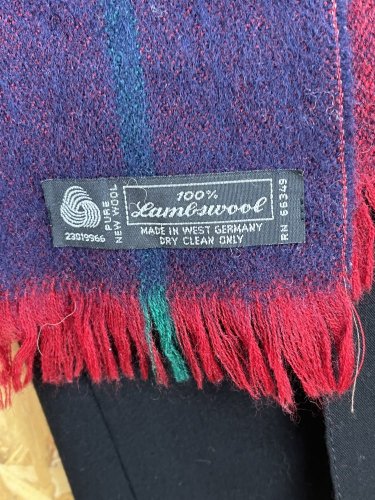 PURE
NEW WOOL
23019966
100%
Lambswool
MADE IN WEST GERMANY
DRY CLEAN ONLY
RN 66349